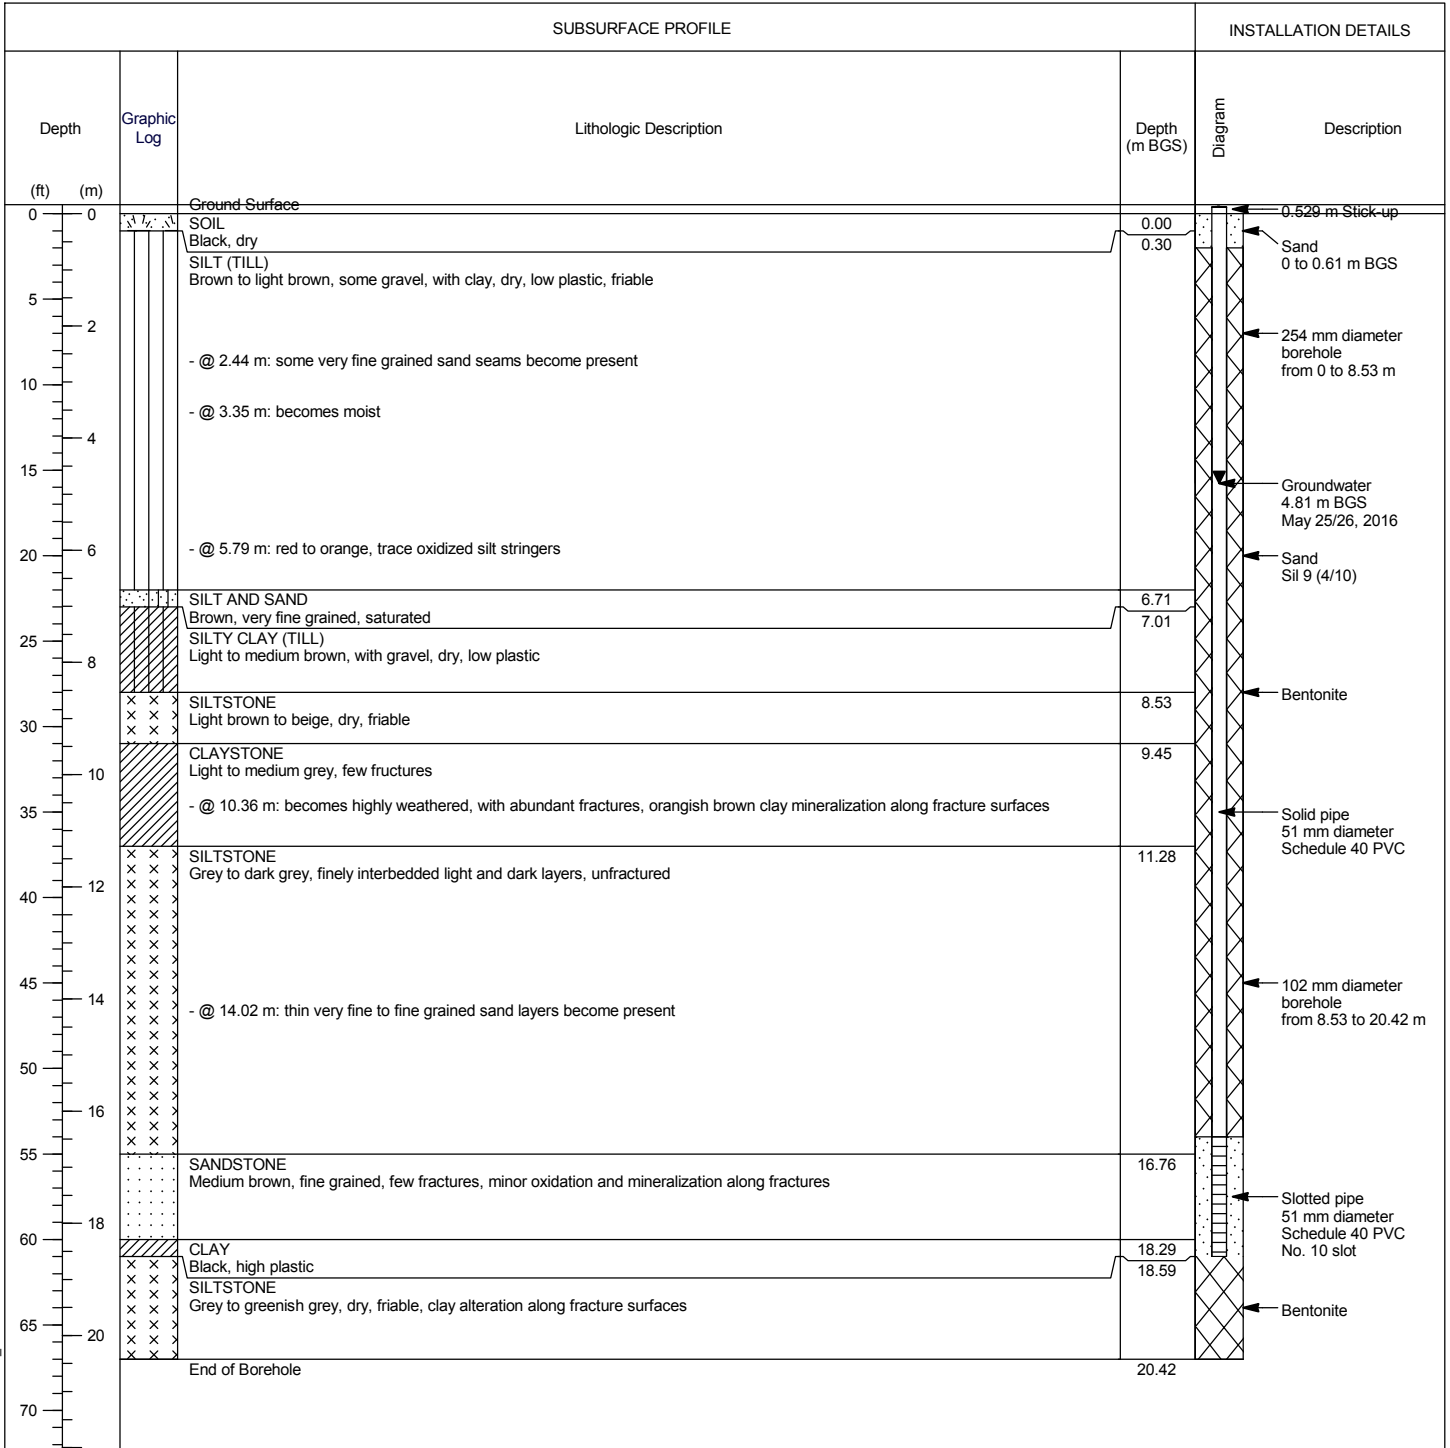 SUBSURFACE PROFILE
INSTALLATION DETAILS
Depth
Graphic
Log
Lithologic Description
Depth
(m BGS)
Diagram
Description
(ft)
(m)
Ground Surface
0
0
SOIL
Black, dry
0.00
0.30
0.529 m Stick-up
Sand
0 to 0.61 m BGS
SILT (TILL)
Brown to light brown, some gravel, with clay, dry, low plastic, friable
5
2
254 mm diameter
borehole
from 0 to 8.53 m
- @ 2.44 m: some very fine grained sand seams become present
10
- @ 3.35 m: becomes moist
4
15
Groundwater
4.81 m BGS
May 25/26, 2016
- @ 5.79 m: red to orange, trace oxidized silt stringers
20
6
Sand
Sil 9 (4/10)
SILT AND SAND
Brown, very fine grained, saturated
6.71
7.01
SILTY CLAY (TILL)
Light to medium brown, with gravel, dry, low plastic
25
8
SILTSTONE
Light brown to beige, dry, friable
8.53
Bentonite
30
CLAYSTONE
Light to medium grey, few fructures
9.45
10
- @ 10.36 m: becomes highly weathered, with abundant fractures, orangish brown clay mineralization along fracture surfaces
35
Solid pipe
51 mm diameter
Schedule 40 PVC
SILTSTONE
Grey to dark grey, finely interbedded light and dark layers, unfractured
11.28
12
40
45
14
102 mm diameter
borehole
from 8.53 to 20.42 m
- @ 14.02 m: thin very fine to fine grained sand layers become present
50
16
55
SANDSTONE
Medium brown, fine grained, few fractures, minor oxidation and mineralization along fractures
16.76
18
Slotted pipe
51 mm diameter
Schedule 40 PVC
No. 10 slot
60
CLAY
Black, high plastic
18.29
18.59
SILTSTONE
Grey to greenish grey, dry, friable, clay alteration along fracture surfaces
Bentonite
65
20
End of Borehole
20.42
70